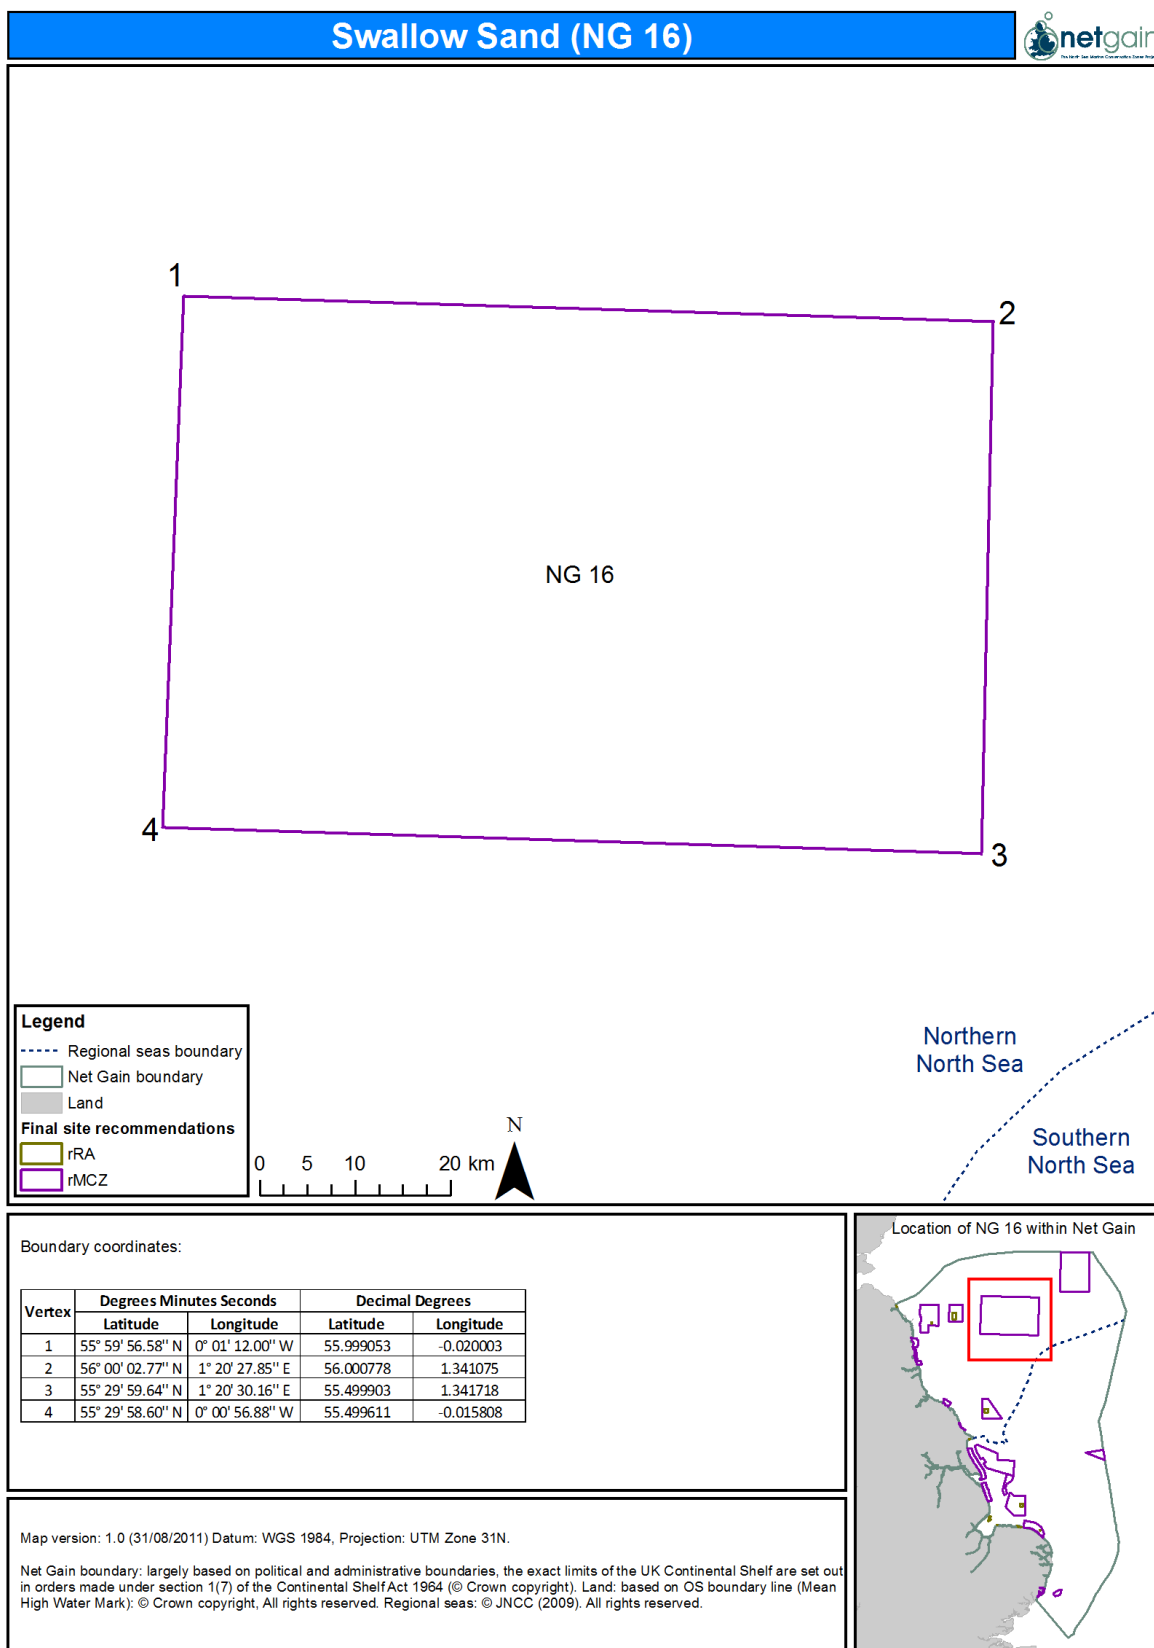 Swallow Sand (NG 16)
netgain
1
2
NG 16
4
3
Northern
North Sea
Southern
North Sea
Legend
Regional seas boundary
Net Gain boundary
Land
Final site recommendations
rRA
rMCZ
0 5 10 20 km
N
Boundary coordinates:
Vertex Degrees Minutes Seconds Decimal Degrees
Latitude Longitude Latitude Longitude
1 55° 59' 56.58'' N 0° 01' 12.00'' W 55.999053 -0.020003
2 56° 00' 02.77'' N 1° 20' 27.85'' E 56.000778 1.341075
3 55° 29' 59.64'' N 1° 20' 30.16'' E 55.499903 1.341718
4 55° 29' 58.60'' N 0° 00' 56.88'' W 55.499611 -0.015808
Location of NG 16 within Net Gain
Map version: 1.0 (31/08/2011) Datum: WGS 1984, Projection: UTM Zone 31N.
Net Gain boundary: largely based on political and administrative boundaries, the exact limits of the UK Continental Shelf are set out
in orders made under section 1(7) of the Continental Shelf Act 1964 (© Crown copyright). Land: based on OS boundary line (Mean
High Water Mark): © Crown copyright, All rights reserved. Regional seas: © JNCC (2009). All rights reserved.